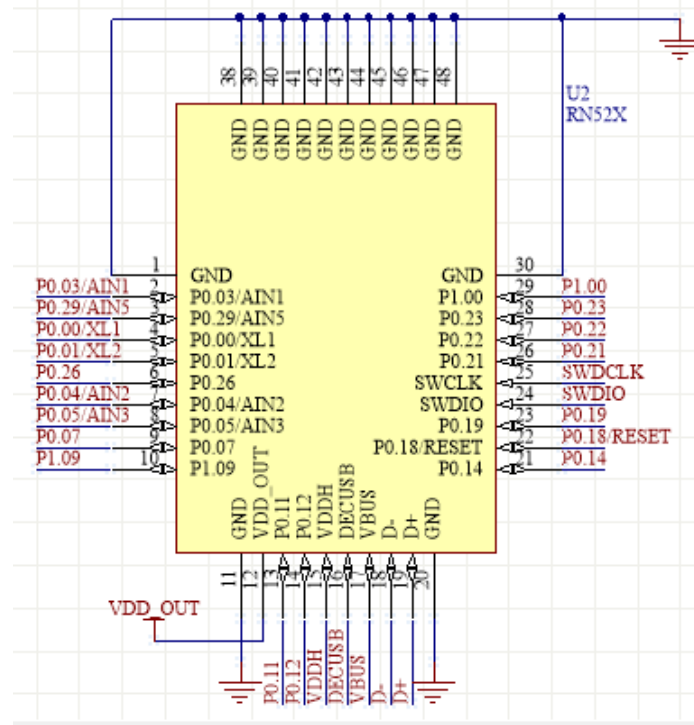 38 39 40 41 42 43 44 45 46 47 48
U2
RN52X
GND GND GND GND GND GND GND GND GND GND GND
1 GND GND 30
P0.03/AIN1 2 P0.03/AIN1 P1.00 29 P1.00
P0.29/AIN5 3 P0.29/AIN5 P0.23 28 P0.23
P0.00/XL1 4 P0.00/XL1 P0.22 27 P0.22
P0.01/XL2 5 P0.01/XL2 P0.21 26 P0.21
P0.26 6 P0.26 SWCLK 25 SWDCLK
P0.04/AIN2 7 P0.04/AIN2 SWDIO 24 SWDIO
P0.05/AIN3 8 P0.05/AIN3 P0.19 23 P0.19
P0.07 9 P0.07 P0.18/RESET 22 P0.18/RESET
P1.09 10 P1.09 P0.14 21 P0.14
GND VDD_OUT P0.11 P0.12 VDDH DECUSB VBUS D- D+ GND
11 12 13 14 15 16 17 18 19 20
VDD_OUT
P0.11 P0.12 VDDH DECUSB VBUS D- D+